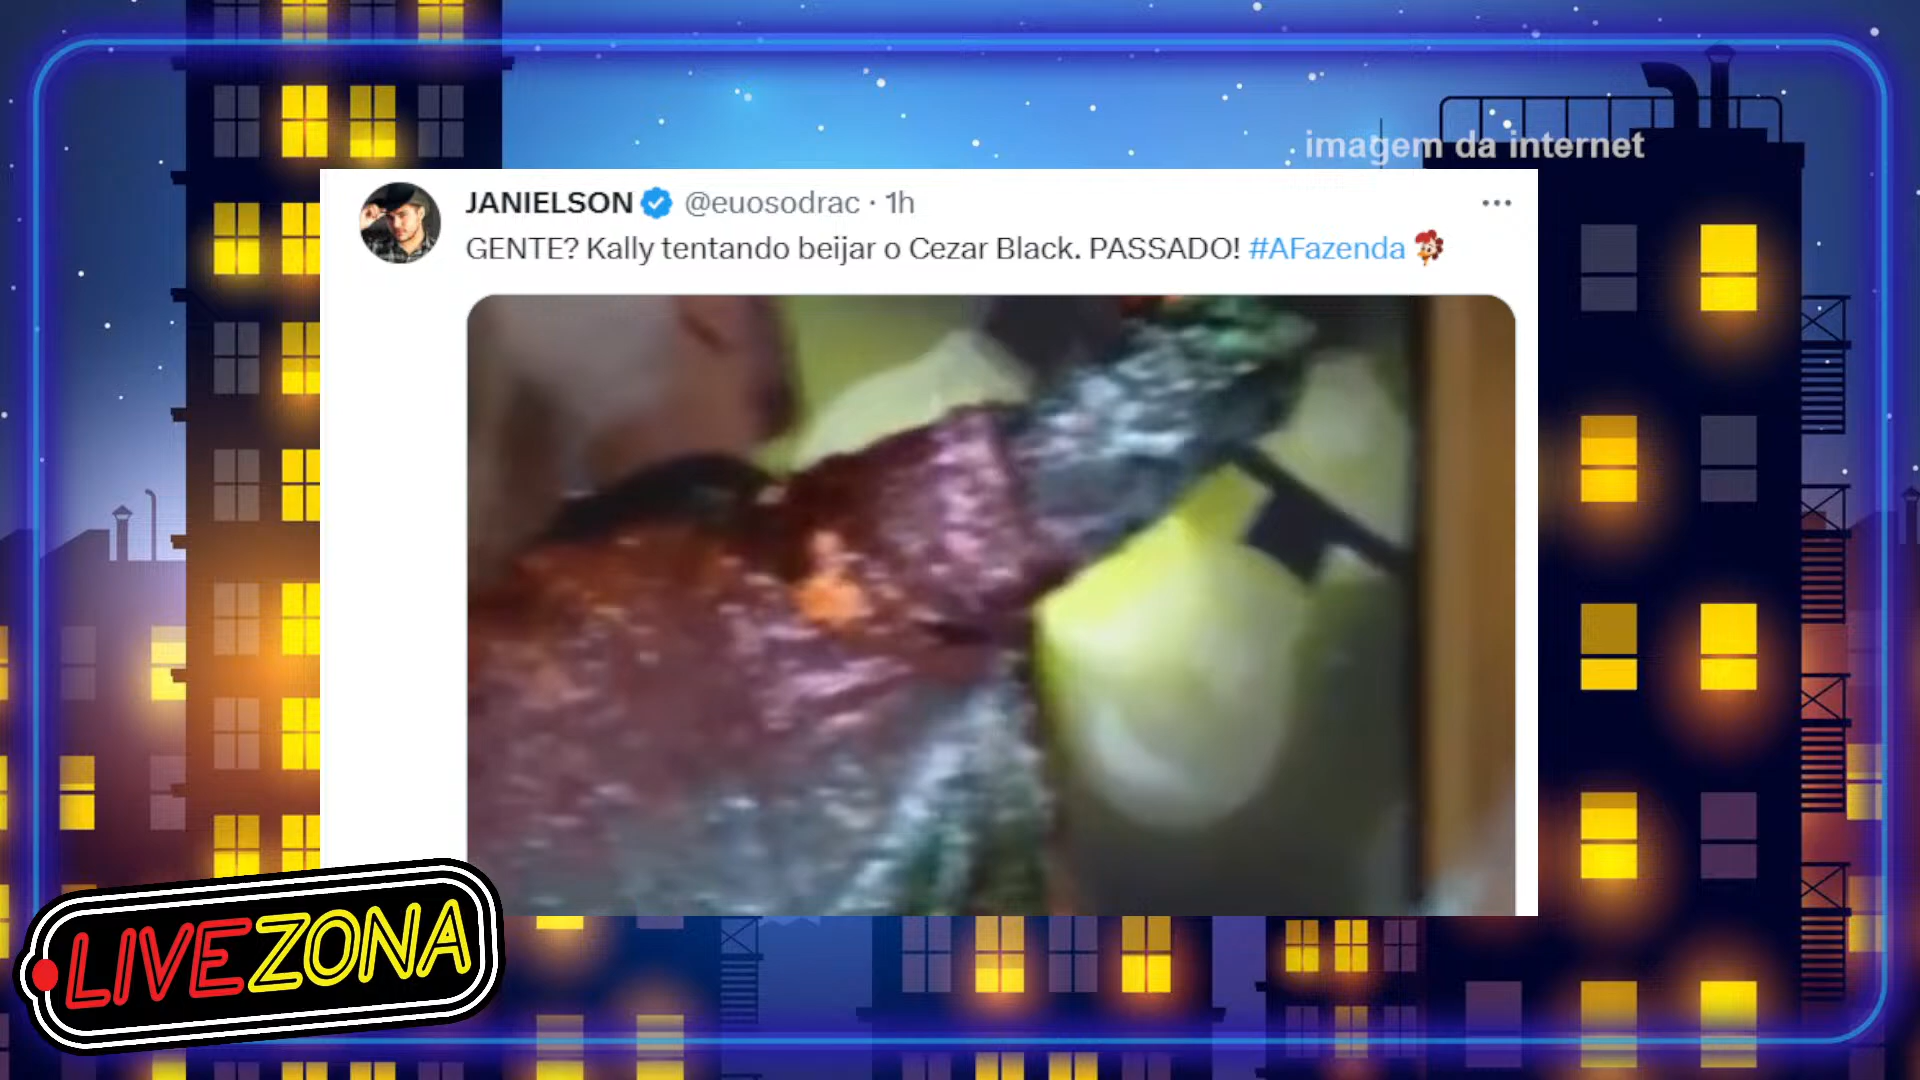 imagem da internet
JANIELSON @euosodrac · 1h
GENTE? Kally tentando beijar o Cezar Black. PASSADO! #AFazenda
LIVEZONA